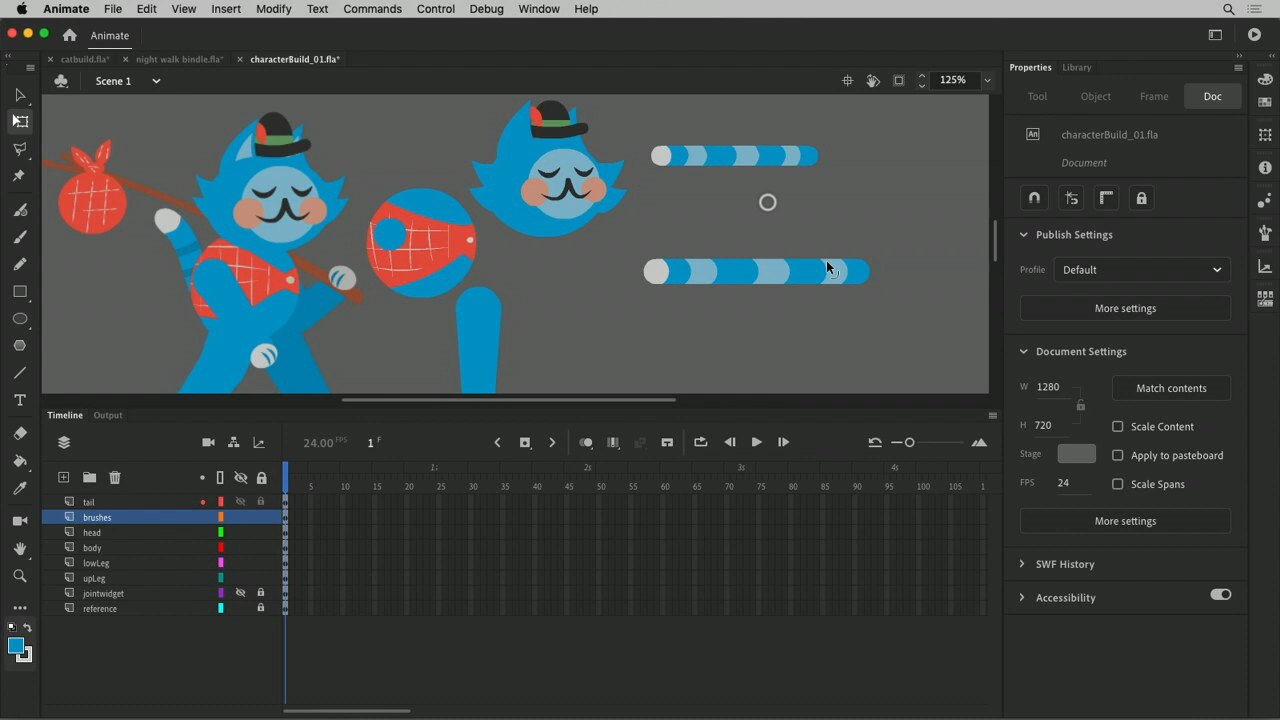 Animate File Edit View Insert Modify Text Commands Control Debug Window Help
Animate
catbuild.fla* night walk bindle.fla* characterBuild_01.fla*
Scene 1 125%
Properties Library
Tool Object Frame Doc
An characterBuild_01.fla
Document
Publish Settings
Profile Default
More settings
Document Settings
W 1280 Match contents
Scale Content
H 720
Stage Apply to pasteboard
FPS 24 Scale Spans
More settings
SWF History
Accessibility
Timeline Output
24.00 FPS 1 F
1s 2s 3s 4s
5 10 15 20 25 30 35 40 45 50 55 60 65 70 75 80 85 90 95 100 105 1
tail
brushes
head
body
lowLeg
upLeg
jointwidget
reference
T